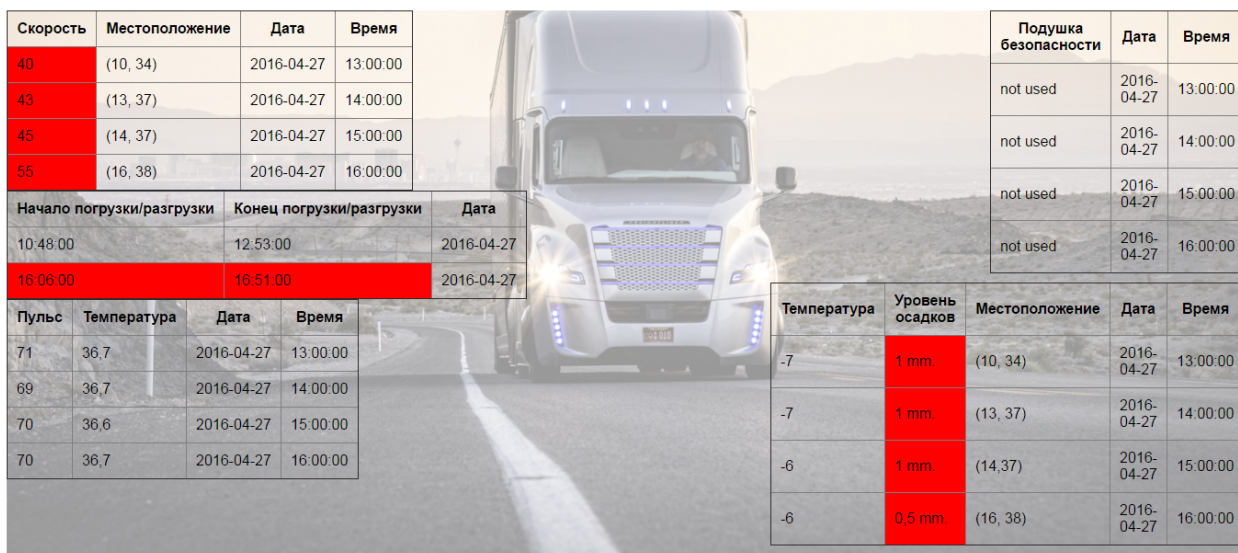 Скорость Местоположение Дата Время
40 (10, 34) 2016-04-27 13:00:00
43 (13, 37) 2016-04-27 14:00:00
45 (14, 37) 2016-04-27 15:00:00
55 (16, 38) 2016-04-27 16:00:00
Начало погрузки/разгрузки Конец погрузки/разгрузки Дата
10:48:00 12:53:00 2016-04-27
16:06:00 16:51:00 2016-04-27
Пульс Температура Дата Время
71 36,7 2016-04-27 13:00:00
69 36,7 2016-04-27 14:00:00
70 36,6 2016-04-27 15:00:00
70 36,7 2016-04-27 16:00:00
Подушка
безопасности Дата Время
not used 2016-
04-27 13:00:00
not used 2016-
04-27 14:00:00
not used 2016-
04-27 15:00:00
not used 2016-
04-27 16:00:00
Температура Уровень
осадков Местоположение Дата Время
-7 1 mm. (10, 34) 2016-
04-27 13:00:00
-7 1 mm. (13, 37) 2016-
04-27 14:00:00
-6 1 mm. (14,37) 2016-
04-27 15:00:00
-6 0,5 mm. (16, 38) 2016-
04-27 16:00:00